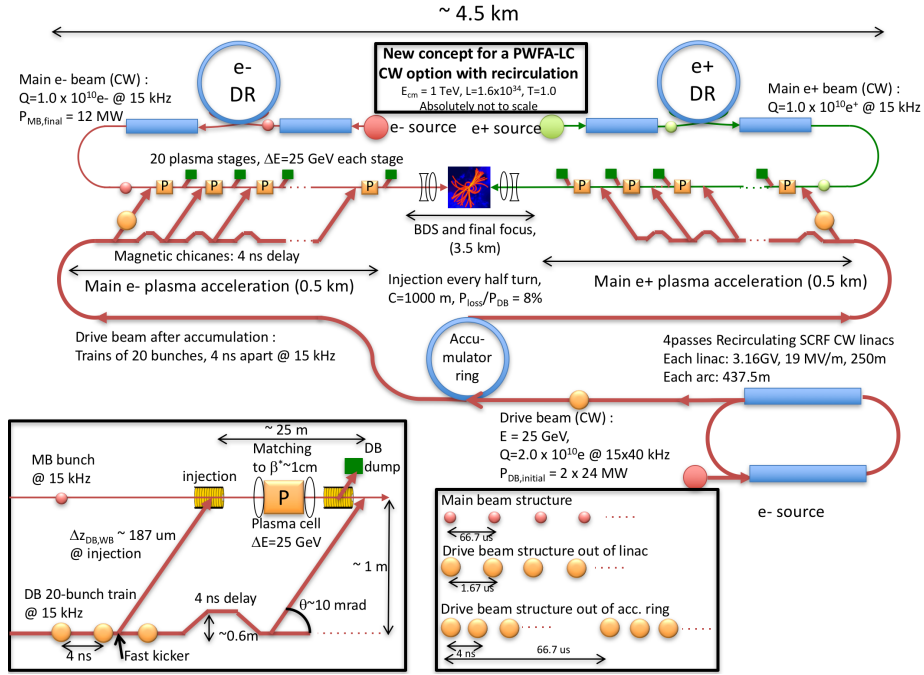 ~ 4.5 km
New concept for a PWFA-LC
CW option with recirculation
E_cm = 1 TeV, L=1.6x10^34, T=1.0
Absolutely not to scale
e-
DR
e+
DR
Main e- beam (CW) :
Q=1.0 x 10^10e- @ 15 kHz
P_MB,final = 12 MW
Main e+ beam (CW) :
Q=1.0 x 10^10e^+ @ 15 kHz
e- source
e+ source
20 plasma stages, ΔE=25 GeV each stage
P
P
P
P
P
P
P
P
BDS and final focus,
(3.5 km)
Magnetic chicanes: 4 ns delay
Main e- plasma acceleration (0.5 km)
Injection every half turn,
C=1000 m, P_loss/P_DB = 8%
Main e+ plasma acceleration (0.5 km)
Drive beam after accumulation :
Trains of 20 bunches, 4 ns apart @ 15 kHz
Accu-
mulator
ring
4passes Recirculating SCRF CW linacs
Each linac: 3.16GV, 19 MV/m, 250m
Each arc: 437.5m
Drive beam (CW) :
E = 25 GeV,
Q=2.0 x 10^10e @ 15x40 kHz
P_DB,initial = 2 x 24 MW
e- source
~ 25 m
MB bunch
@ 15 kHz
injection
Matching
to β*~1cm
DB
dump
P
Plasma cell
ΔE=25 GeV
Δz_DB,WB ~ 187 um
@ injection
~ 1 m
DB 20-bunch train
@ 15 kHz
4 ns delay
θ~10 mrad
~0.6m
4 ns
Fast kicker
Main beam structure
66.7 us
Drive beam structure out of linac
1.67 us
Drive beam structure out of acc. ring
4 ns
66.7 us